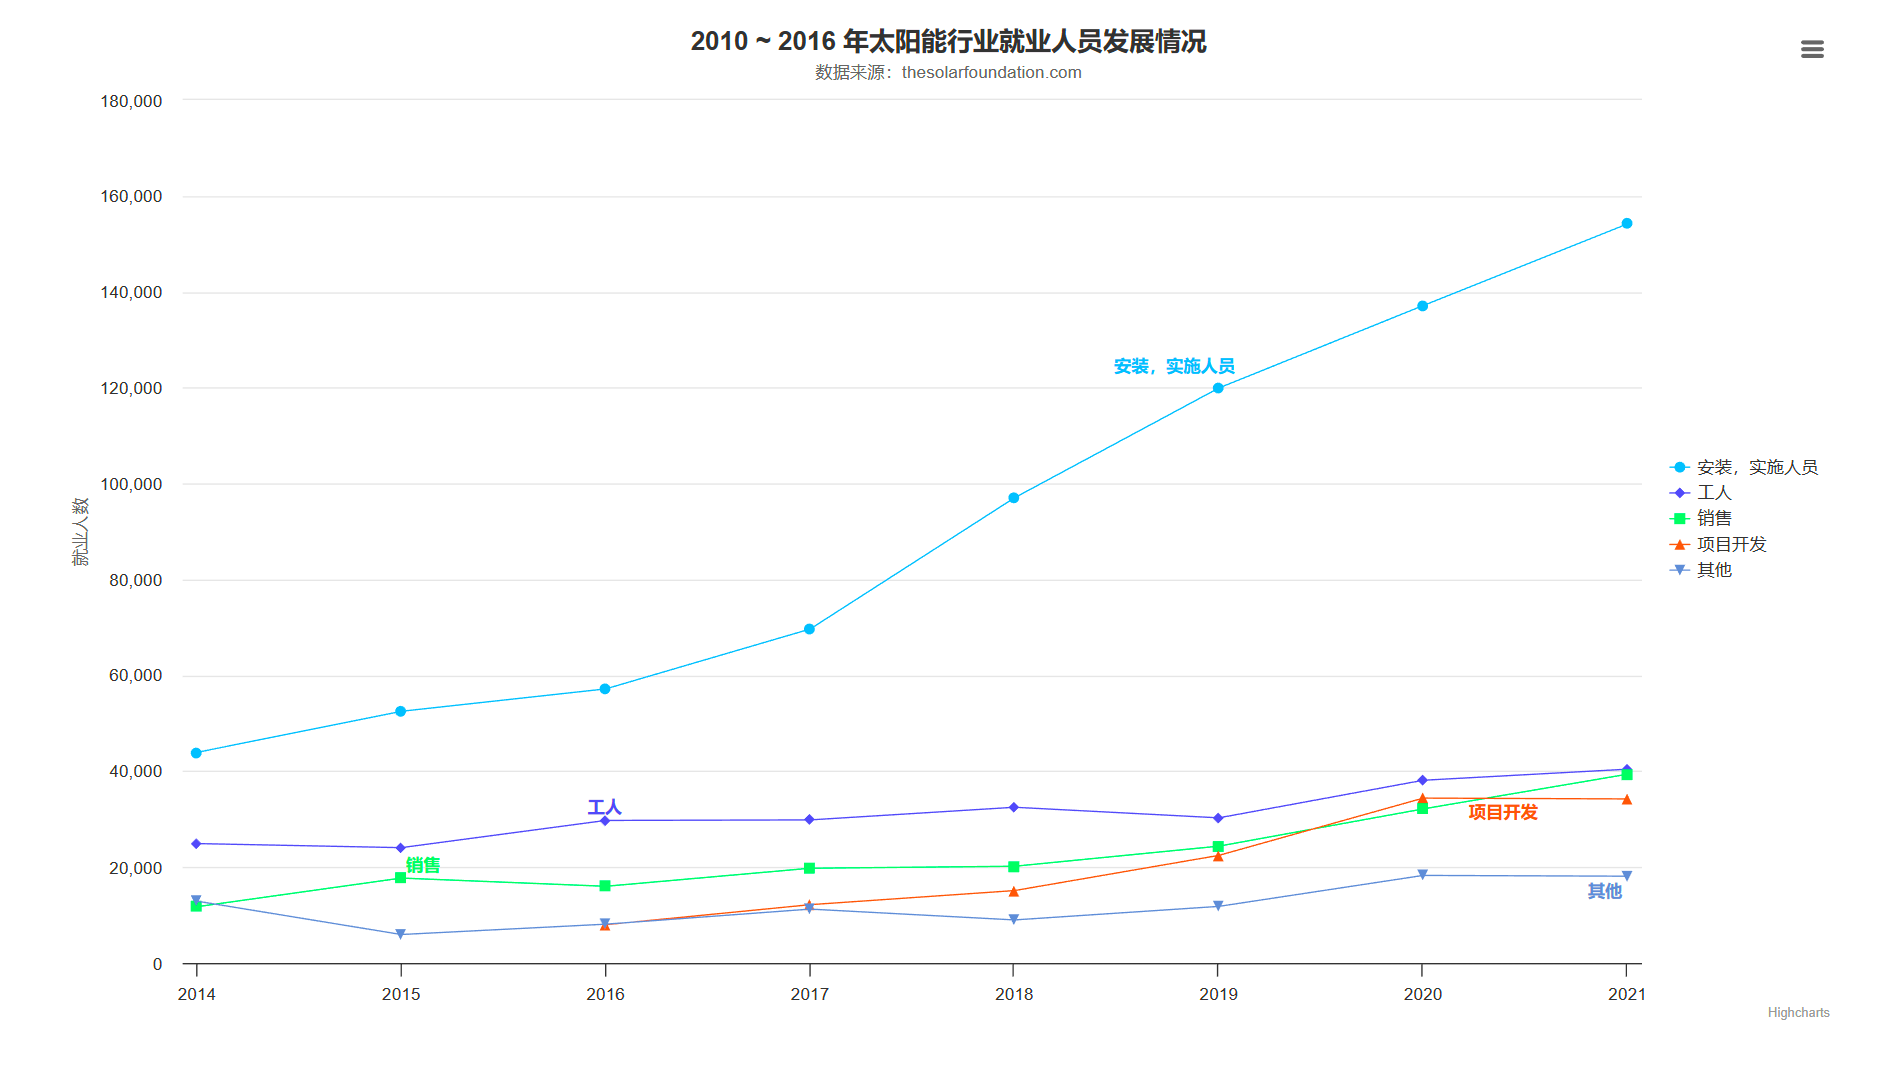 2010 ~ 2016 年太阳能行业就业人员发展情况
数据来源：thesolarfoundation.com
180,000
160,000
140,000
120,000
100,000
80,000
60,000
40,000
20,000
0
就业人数
安装，实施人员
工人
销售
项目开发
其他
2014 2015 2016 2017 2018 2019 2020 2021
安装，实施人员
工人
销售
项目开发
其他
Highcharts